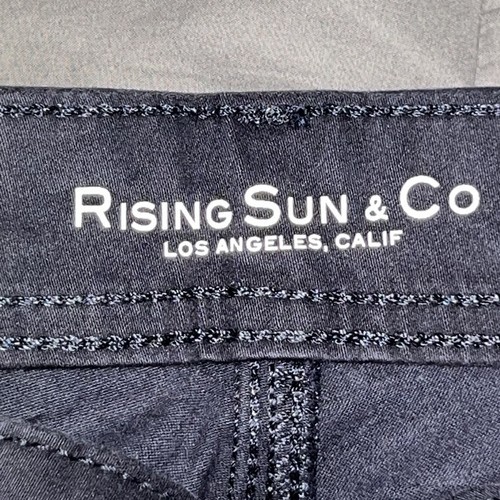 RISING SUN & CO
LOS ANGELES, CALIF